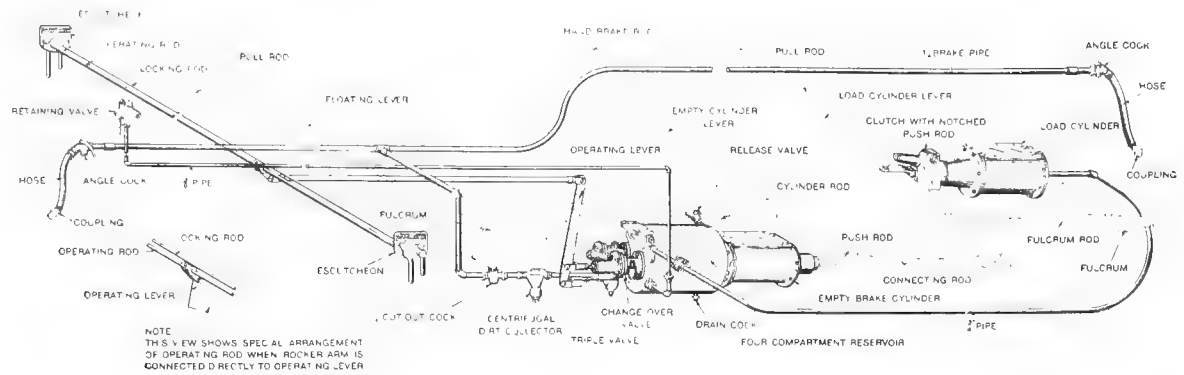 OPERATING ROD
LOCKING ROD
PULL ROD
HAND BRAKE ROD
PULL ROD
BRAKE PIPE
ANGLE COCK
RETAINING VALVE
FLOATING LEVER
LOAD CYLINDER LEVER
HOSE
EMPTY CYLINDER
LEVER
CLUTCH WITH NOTCHED
PUSH ROD
LOAD CYLINDER
OPERATING LEVER
RELEASE VALVE
HOSE
ANGLE COCK
PIPE
CYLINDER ROD
COUPLING
COUPLING
FULCRUM
LOCKING ROD
OPERATING ROD
ESCUTCHEON
PUSH ROD
FULCRUM ROD
FULCRUM
CONNECTING ROD
OPERATING LEVER
EMPTY BRAKE CYLINDER
CUT OUT COCK
CENTRIFUGAL
DIRT COLLECTOR
CHANGE OVER
VALVE
DRAIN COCK
PIPE
TRIPLE VALVE
FOUR COMPARTMENT RESERVOIR
NOTE
THIS VIEW SHOWS SPECIAL ARRANGEMENT
OF OPERATING ROD WHEN ROCKER ARM IS
CONNECTED DIRECTLY TO OPERATING LEVER